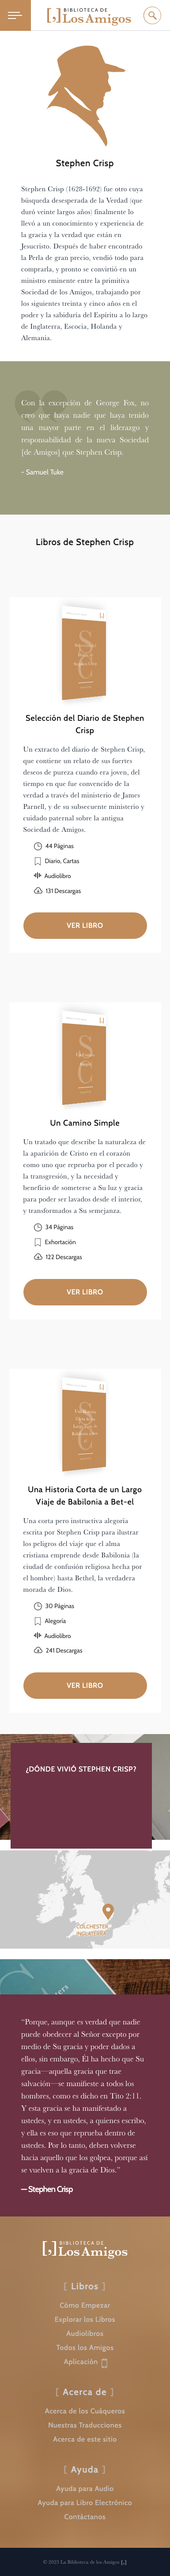 BIBLIOTECA DE
Los Amigos
Stephen Crisp
Stephen Crisp (1628-1692) fue otro cuya
búsqueda desesperada de la Verdad (que
duró veinte largos años) finalmente lo
llevó a un conocimiento y experiencia de
la gracia y la verdad que están en
Jesucristo. Después de haber encontrado
la Perla de gran precio, vendió todo para
comprarla, y pronto se convirtió en un
ministro eminente entre la primitiva
Sociedad de los Amigos, trabajando por
los siguientes treinta y cinco años en el
poder y la sabiduría del Espíritu a lo largo
de Inglaterra, Escocia, Holanda y
Alemania.
Con la excepción de George Fox, no
creo que haya nadie que haya tenido
una mayor parte en el liderazgo y
responsabilidad de la nueva Sociedad
[de Amigos] que Stephen Crisp.
- Samuel Tuke
Libros de Stephen Crisp
Selección del Diario de Stephen
Crisp
Un extracto del diario de Stephen Crisp,
que contiene un relato de sus fuertes
deseos de pureza cuando era joven, del
tiempo en que fue convencido de la
verdad a través del ministerio de James
Parnell, y de su subsecuente ministerio y
cuidado paternal sobre la antigua
Sociedad de Amigos.
44 Páginas
Diario, Cartas
Audiolibro
131 Descargas
VER LIBRO
Un Camino Simple
Un tratado que describe la naturaleza de
la aparición de Cristo en el corazón
como uno que reprueba por el pecado y
la transgresión, y la necesidad y
beneficio de someterse a Su luz y gracia
para poder ser lavados desde el interior,
y transformados a Su semejanza.
34 Páginas
Exhortación
122 Descargas
VER LIBRO
Una Historia Corta de un Largo
Viaje de Babilonia a Bet-el
Una corta pero instructiva alegoría
escrita por Stephen Crisp para ilustrar
los peligros del viaje que el alma
cristiana emprende desde Babilonia (la
ciudad de confusión religiosa hecha por
el hombre) hasta Bethel, la verdadera
morada de Dios.
30 Páginas
Alegoría
Audiolibro
241 Descargas
VER LIBRO
¿DÓNDE VIVIÓ STEPHEN CRISP?
COLCHESTER
INGLATERRA
“Porque, aunque es verdad que nadie
puede obedecer al Señor excepto por
medio de Su gracia y poder dados a
ellos, sin embargo, Él ha hecho que Su
gracia—aquella gracia que trae
salvación—se manifieste a todos los
hombres, como es dicho en Tito 2:11.
Y esta gracia se ha manifestado a
ustedes, y en ustedes, a quienes escribo,
y ella es eso que reprueba dentro de
ustedes. Por lo tanto, deben volverse
hacia aquello que los golpea, porque así
se vuelven a la gracia de Dios.”
— Stephen Crisp
BIBLIOTECA DE
Los Amigos
[ Libros ]
Cómo Empezar
Explorar los Libros
Audiolibros
Todos los Amigos
Aplicación
[ Acerca de ]
Acerca de los Cuáqueros
Nuestras Traducciones
Acerca de este sitio
[ Ayuda ]
Ayuda para Audio
Ayuda para Libro Electrónico
Contáctanos
© 2025 La Biblioteca de los Amigos